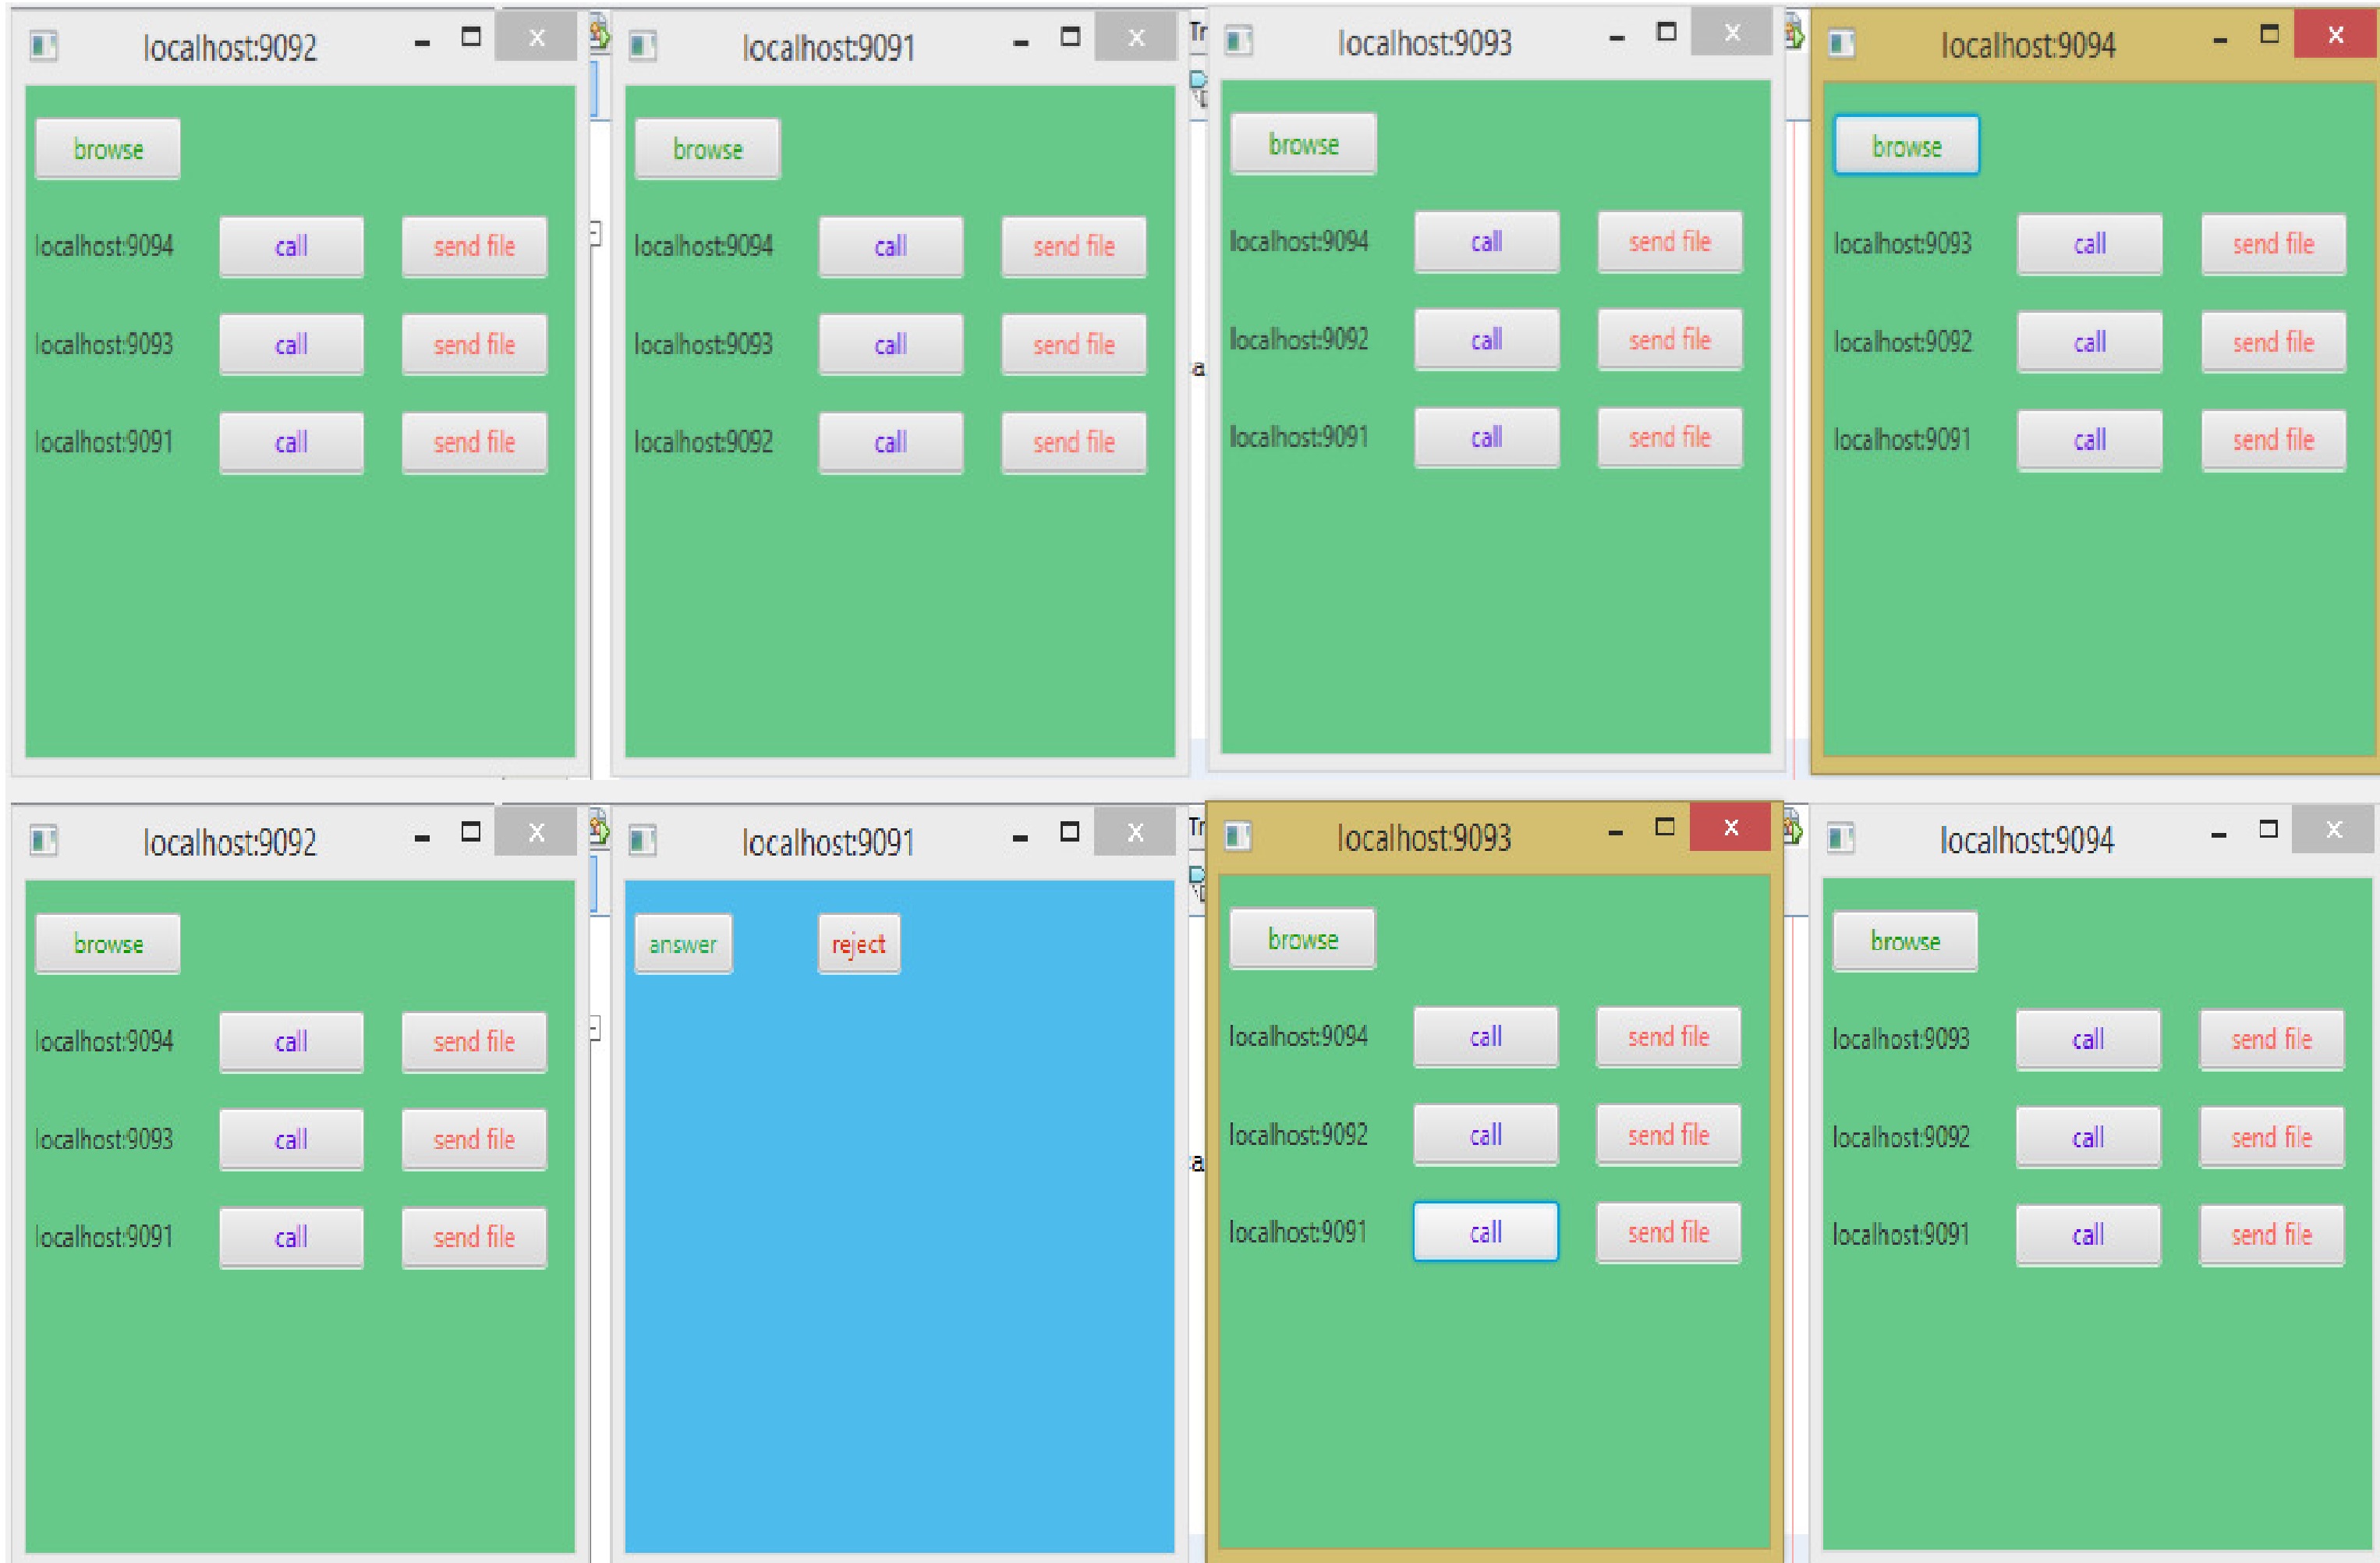 localhost:9092 x
browse
localhost:9094 call send file
localhost:9093 call send file
localhost:9091 call send file
localhost:9091 x
browse
localhost:9094 call send file
localhost:9093 call send file
localhost:9092 call send file
Tr
a
localhost:9093 x
browse
localhost:9094 call send file
localhost:9092 call send file
localhost:9091 call send file
localhost:9094 x
browse
localhost:9093 call send file
localhost:9092 call send file
localhost:9091 call send file
localhost:9092 x
browse
localhost:9094 call send file
localhost:9093 call send file
localhost:9091 call send file
localhost:9091 x
answer reject
Tr
a
localhost:9093 x
browse
localhost:9094 call send file
localhost:9092 call send file
localhost:9091 call send file
localhost:9094 x
browse
localhost:9093 call send file
localhost:9092 call send file
localhost:9091 call send file